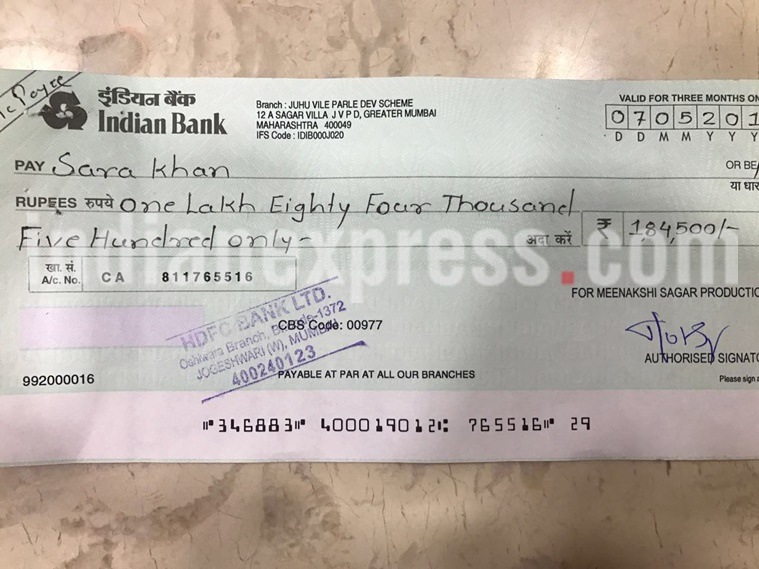 A/c Payee
इंडियन बैंक
Indian Bank
Branch : JUHU VILE PARLE DEV SCHEME
12 A SAGAR VILLA J V P D, GREATER MUMBAI
MAHARASHTRA 400049
IFS Code : IDIB000J020
VALID FOR THREE MONTHS ON
0 7 0 5 2 0 1
D D M M Y Y Y
PAY Sara Khan
OR BE
या धार
RUPEES रुपये One Lakh Eighty Four Thousand
Five Hundred only-
अदा करें ₹ 1,84,500/-
indianexpress.com
खा. सं.
A/c. No. CA 811765516
FOR MEENAKSHI SAGAR PRODUCTIO
HDFC BANK LTD.
CBS Code: 00977
JOGESHWARI (W), MUMBAI
400240123
AUTHORISED SIGNATO
992000016
PAYABLE AT PAR AT ALL OUR BRANCHES
Please sign a
⑈346883⑈ 400019012⑆ 765516⑈ 29